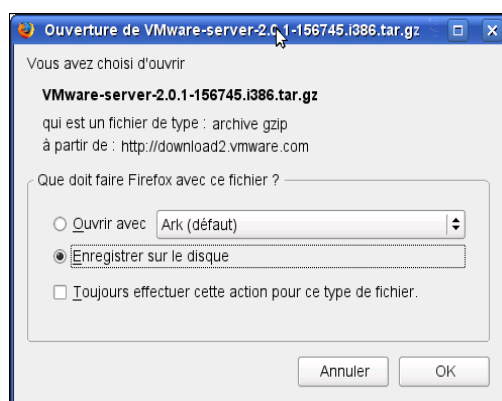 Ouverture de VMware-server-2.0.1-156745.i386.tar.gz
Vous avez choisi d'ouvrir
VMware-server-2.0.1-156745.i386.tar.gz
qui est un fichier de type : archive gzip
à partir de : http://download2.vmware.com
Que doit faire Firefox avec ce fichier ?
Ouvrir avec Ark (défaut)
Enregistrer sur le disque
Toujours effectuer cette action pour ce type de fichier.
Annuler OK